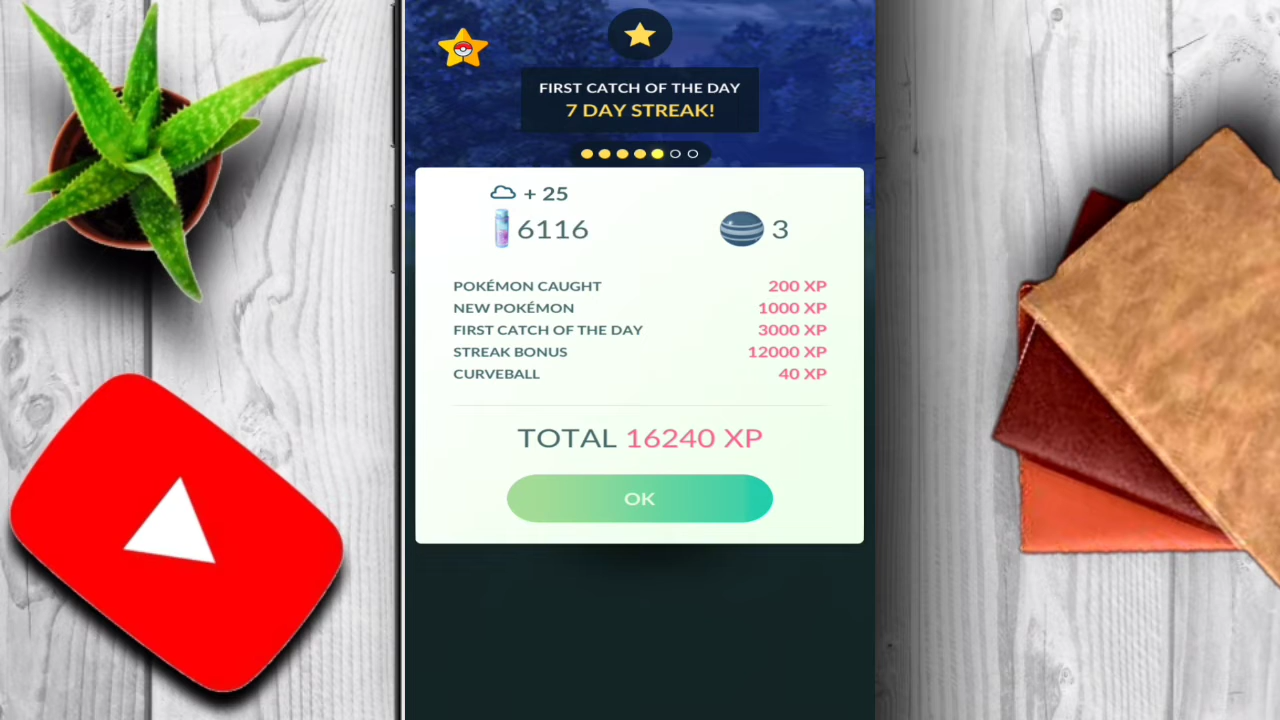 FIRST CATCH OF THE DAY
7 DAY STREAK!
+ 25
6116
3
POKÉMON CAUGHT 200 XP
NEW POKÉMON 1000 XP
FIRST CATCH OF THE DAY 3000 XP
STREAK BONUS 12000 XP
CURVEBALL 40 XP
TOTAL 16240 XP
OK